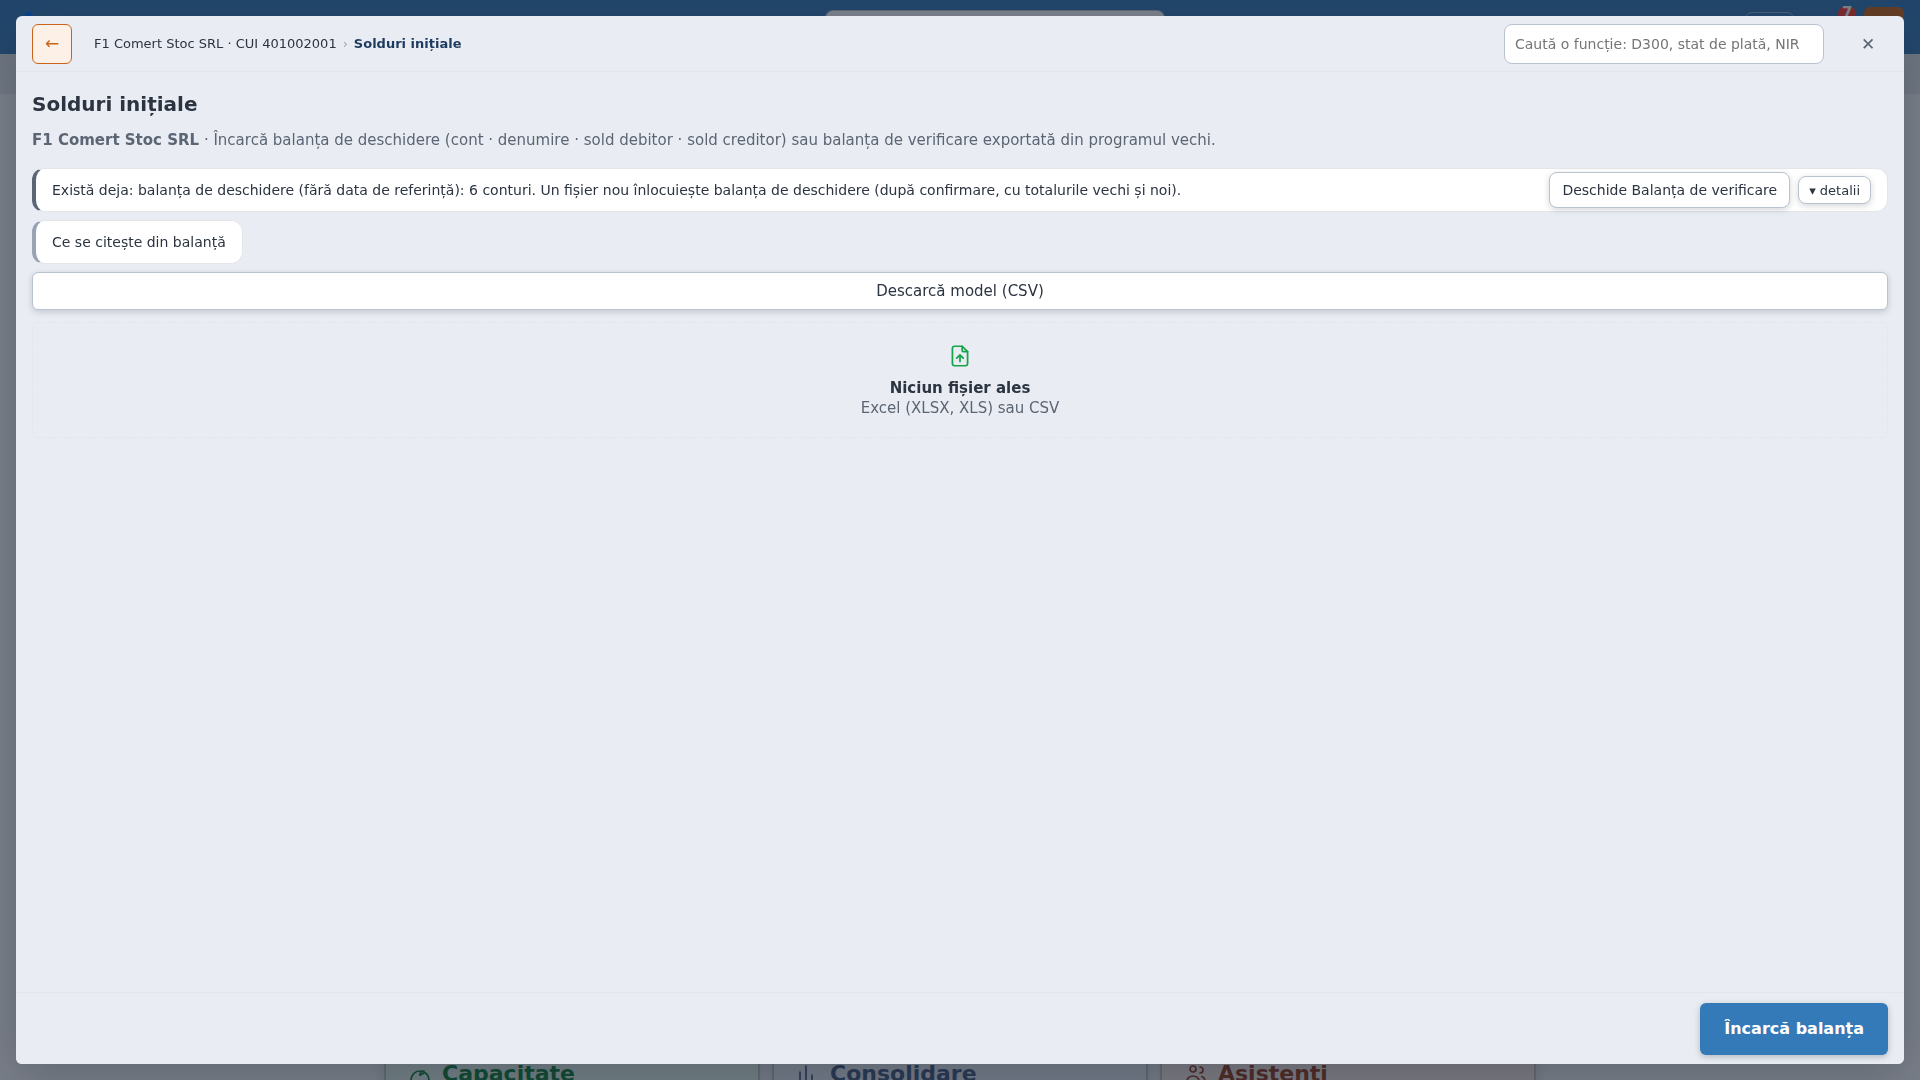 7
← F1 Comert Stoc SRL · CUI 401002001 › Solduri inițiale Caută o funcție: D300, stat de plată, NIR ✕
Solduri inițiale
F1 Comert Stoc SRL · Încarcă balanța de deschidere (cont · denumire · sold debitor · sold creditor) sau balanța de verificare exportată din programul vechi.
Există deja: balanța de deschidere (fără data de referință): 6 conturi. Un fișier nou înlocuiește balanța de deschidere (după confirmare, cu totalurile vechi și noi). Deschide Balanța de verificare ▾ detalii
Ce se citește din balanță
Descarcă model (CSV)
Niciun fișier ales
Excel (XLSX, XLS) sau CSV
Încarcă balanța
Capacitate Consolidare Asistenți